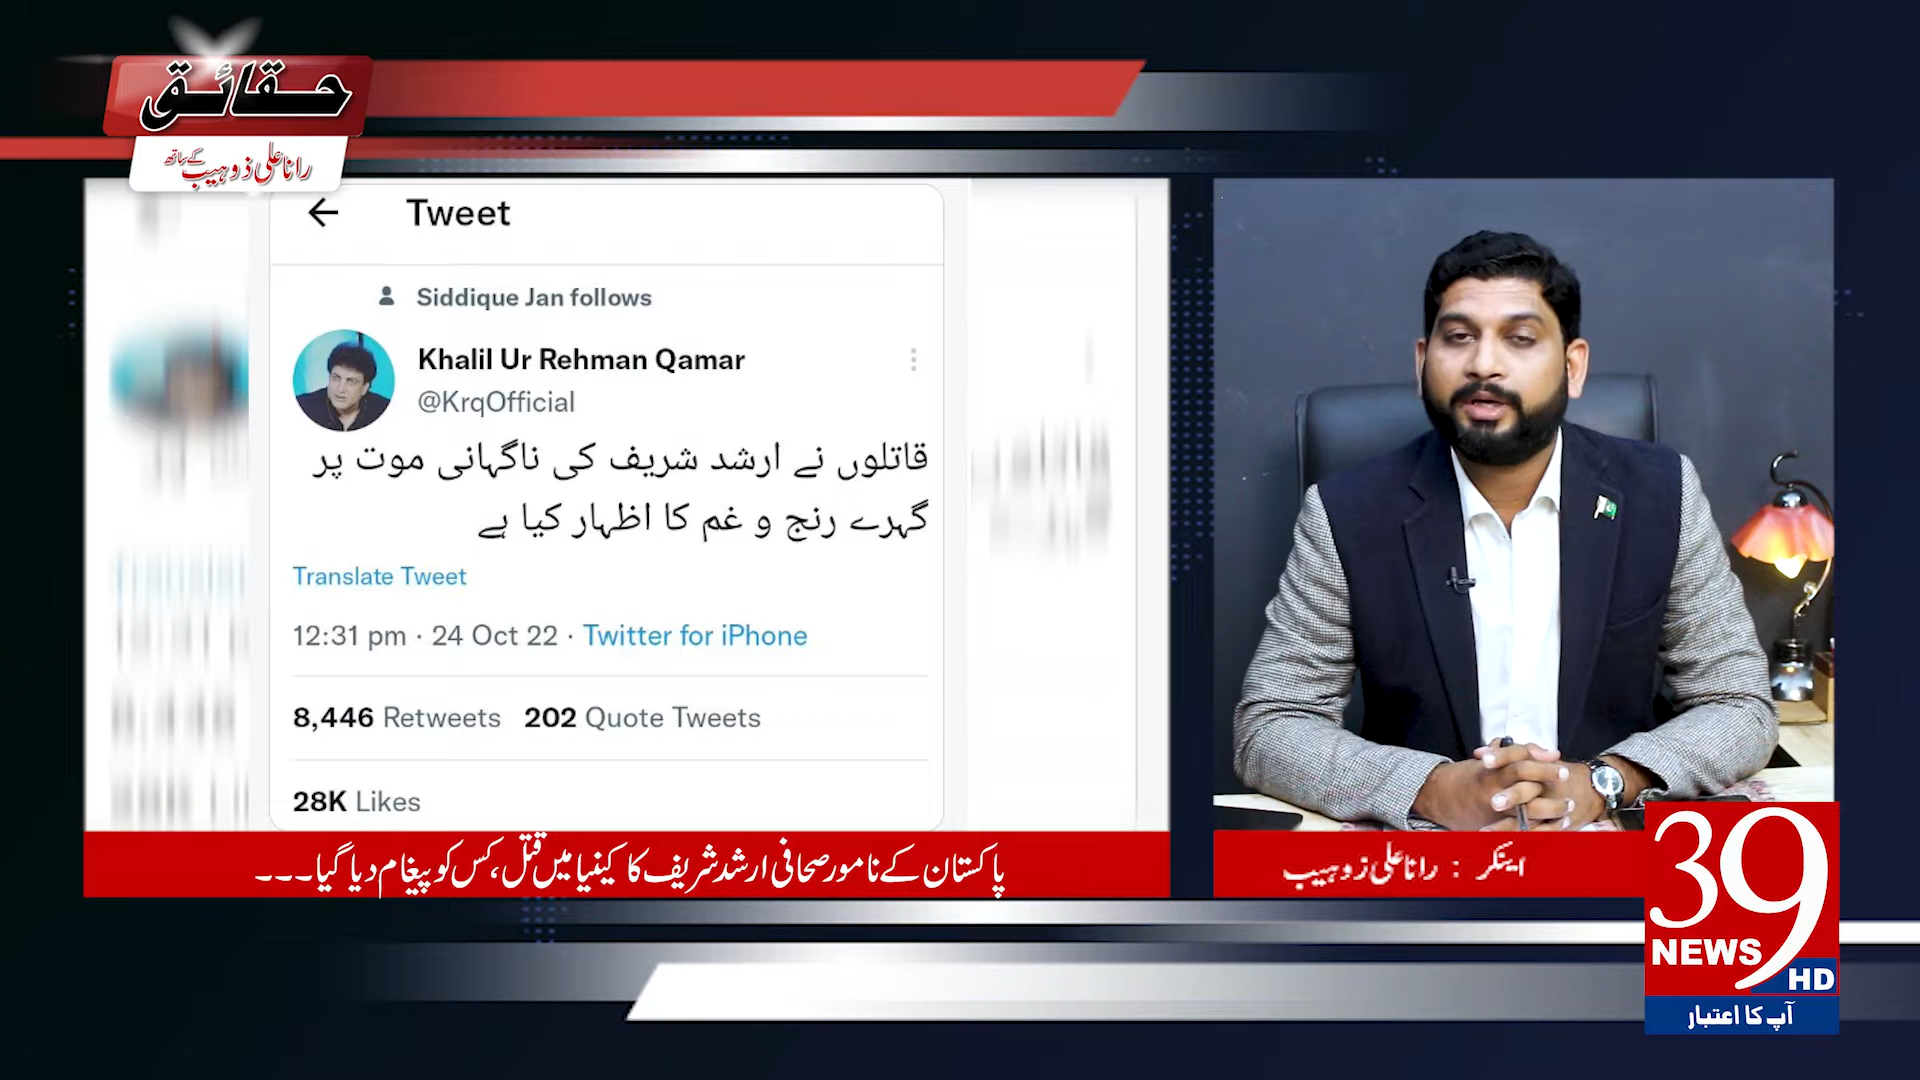 حقائق
رانا علی ذوہیب کے ساتھ
Tweet
Siddique Jan follows
Khalil Ur Rehman Qamar
@KrqOfficial
قاتلوں نے ارشد شریف کی ناگہانی موت پر
گہرے رنج و غم کا اظہار کیا ہے
Translate Tweet
12:31 pm · 24 Oct 22 · Twitter for iPhone
8,446 Retweets 202 Quote Tweets
28K Likes
پاکستان کے نامور صحافی ارشد شریف کا کینیا میں قتل، کس کو پیغام دیا گیا۔۔۔
اینکر : رانا علی زوہیب
39
NEWS
HD
آپ کا اعتبار